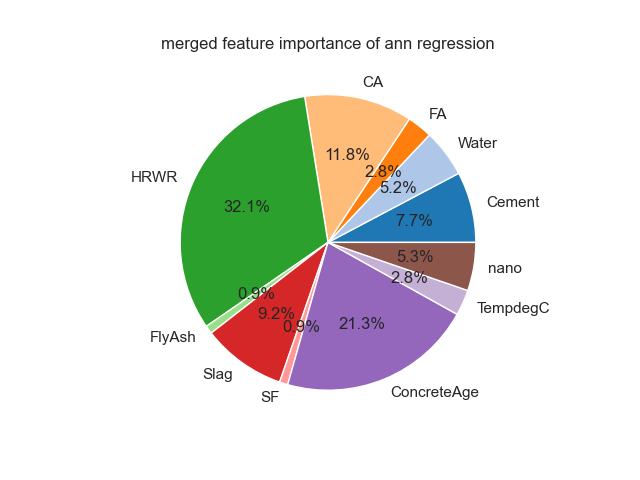 merged feature importance of ann regression
CA
FA
Water
11.8%
2.8%
5.2%
HRWR
32.1%
Cement
7.7%
5.3%
nano
2.8%
TempdegC
0.9%
9.2%
0.9%
21.3%
FlyAsh
Slag
SF
ConcreteAge